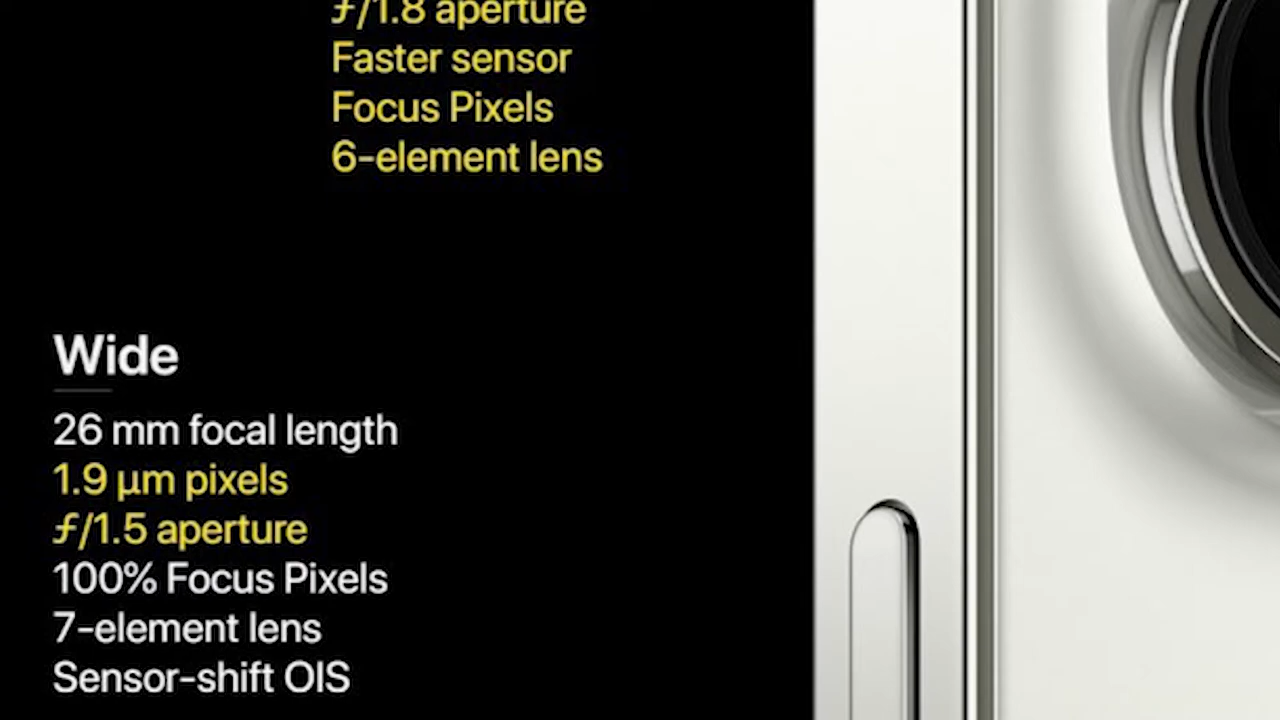 ƒ/1.8 aperture
Faster sensor
Focus Pixels
6-element lens
Wide
26 mm focal length
1.9 µm pixels
ƒ/1.5 aperture
100% Focus Pixels
7-element lens
Sensor-shift OIS